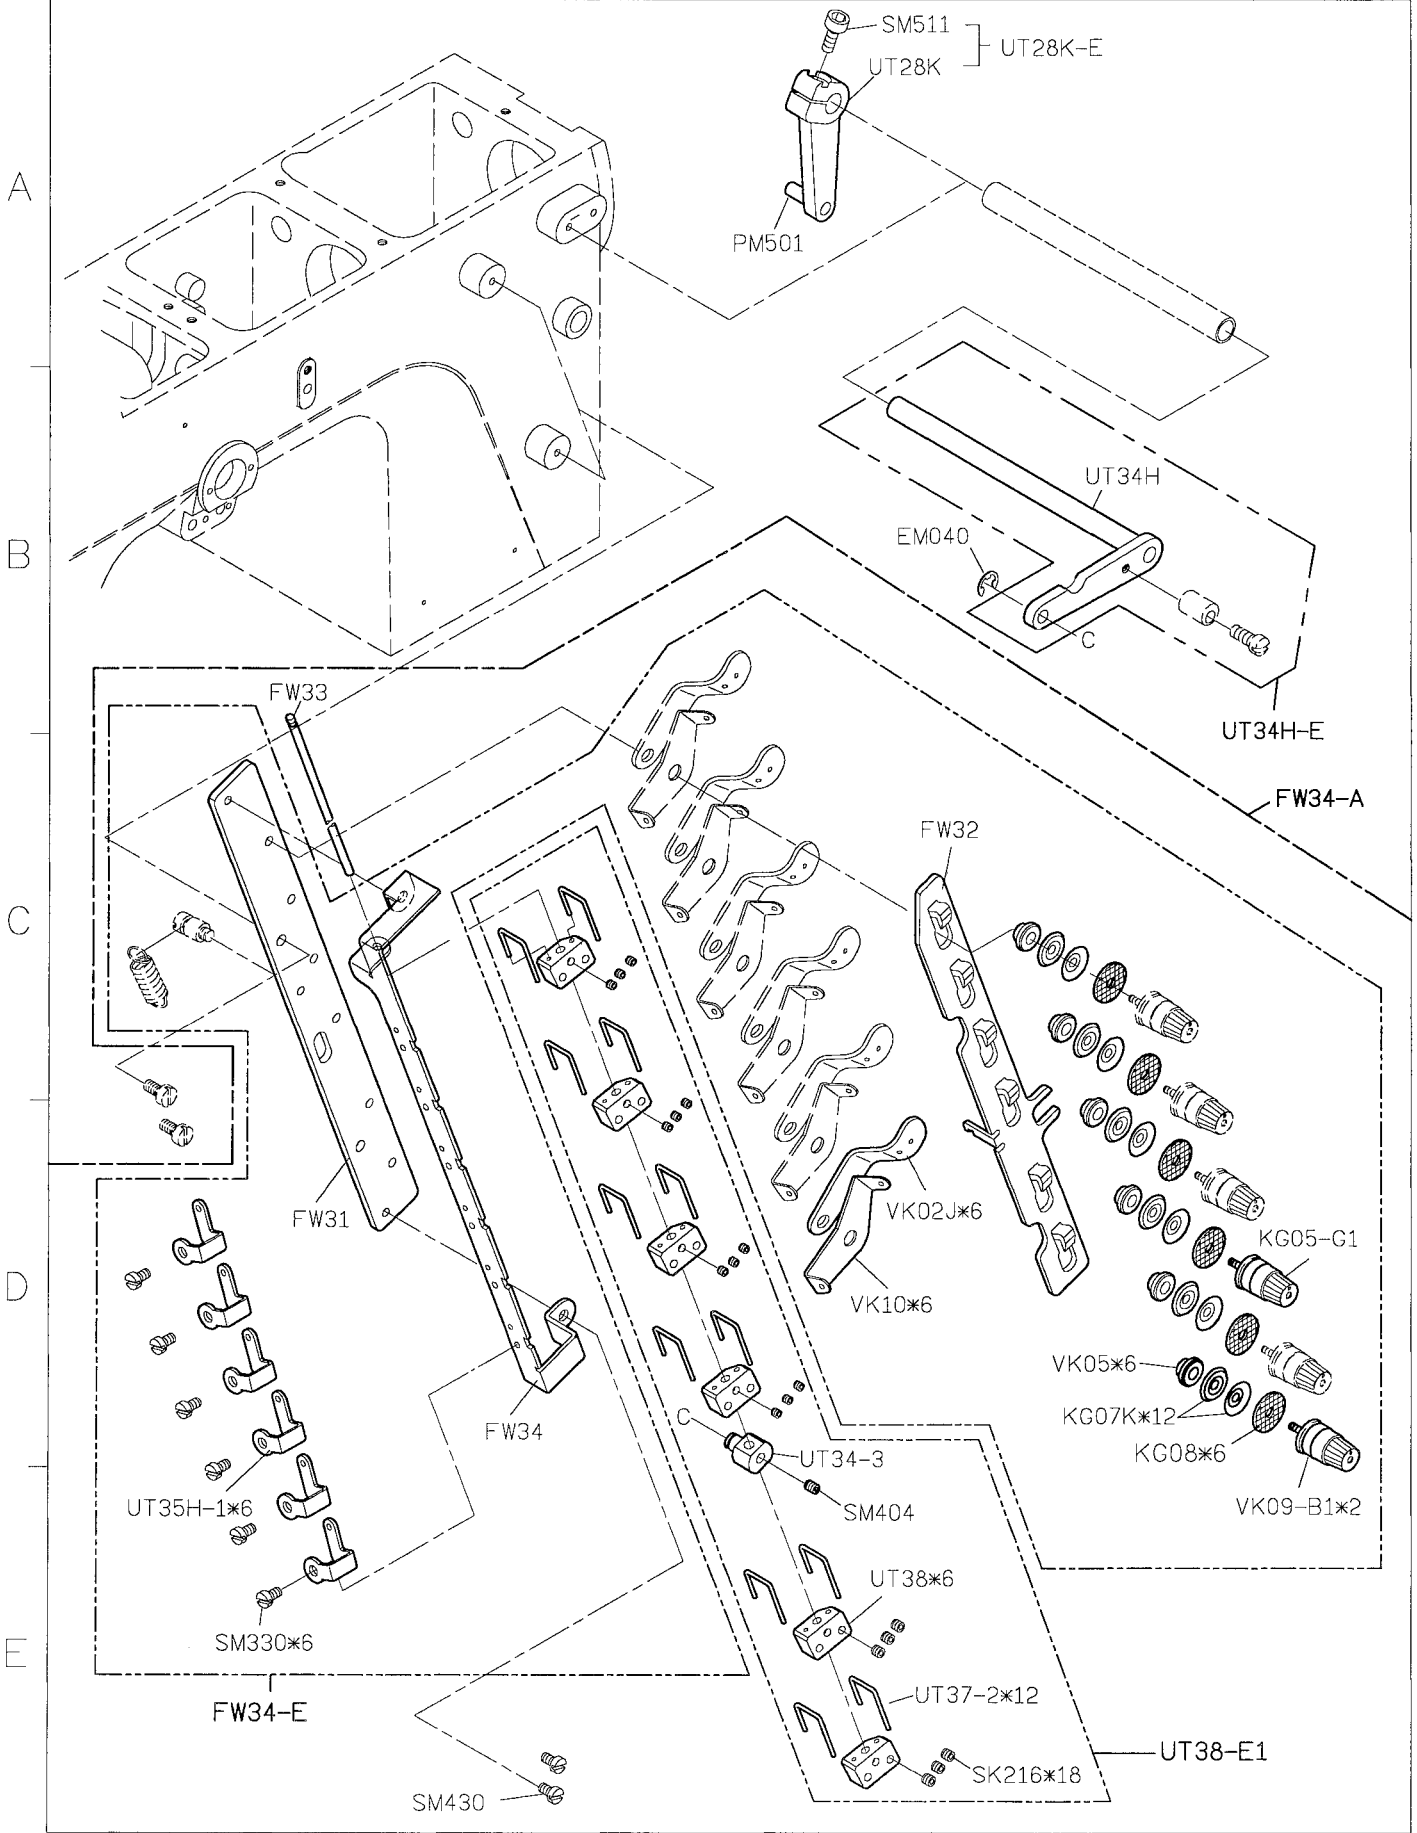 SM511
UT28K-E
UT28K
A
PM501
UT34H
B
EM040
C
FW33
UT34H-E
FW34-A
FW32
C
FW31
VK02J*6
KG05-G1
D
VK10*6
VK05*6
KG07K*12
C
FW34
UT34-3
KG08*6
UT35H-1*6
SM404
VK09-B1*2
UT38*6
SM330*6
E
UT37-2*12
FW34-E
UT38-E1
SK216*18
SM430